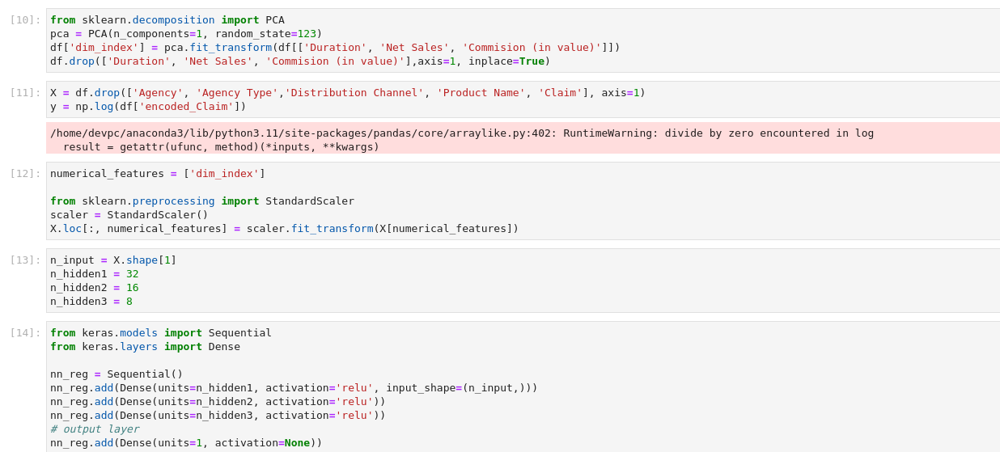 [10]: from sklearn.decomposition import PCA
pca = PCA(n_components=1, random_state=123)
df['dim_index'] = pca.fit_transform(df[['Duration', 'Net Sales', 'Commision (in value)']])
df.drop(['Duration', 'Net Sales', 'Commision (in value)'],axis=1, inplace=True)
[11]: X = df.drop(['Agency', 'Agency Type','Distribution Channel', 'Product Name', 'Claim'], axis=1)
y = np.log(df['encoded_Claim'])
/home/devpc/anaconda3/lib/python3.11/site-packages/pandas/core/arraylike.py:402: RuntimeWarning: divide by zero encountered in log
  result = getattr(ufunc, method)(*inputs, **kwargs)
[12]: numerical_features = ['dim_index']
from sklearn.preprocessing import StandardScaler
scaler = StandardScaler()
X.loc[:, numerical_features] = scaler.fit_transform(X[numerical_features])
[13]: n_input = X.shape[1]
n_hidden1 = 32
n_hidden2 = 16
n_hidden3 = 8
[14]: from keras.models import Sequential
from keras.layers import Dense
nn_reg = Sequential()
nn_reg.add(Dense(units=n_hidden1, activation='relu', input_shape=(n_input,)))
nn_reg.add(Dense(units=n_hidden2, activation='relu'))
nn_reg.add(Dense(units=n_hidden3, activation='relu'))
# output layer
nn_reg.add(Dense(units=1, activation=None))